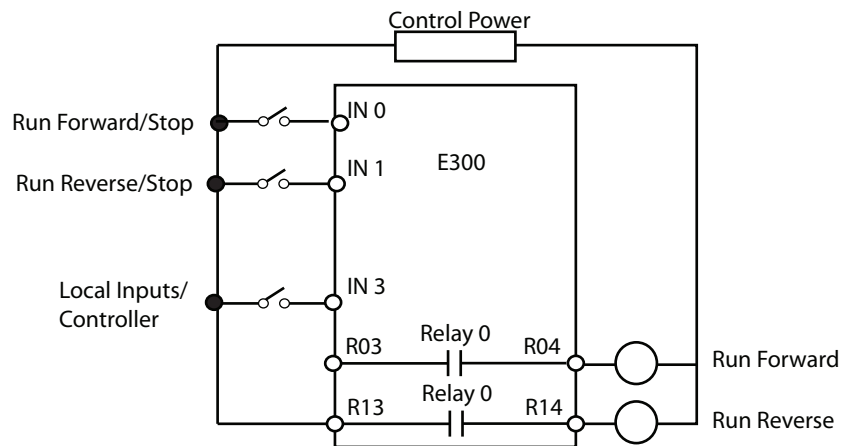 Control Power
Run Forward/Stop
IN 0
Run Reverse/Stop
IN 1
E300
Local Inputs/
Controller
IN 3
R03
Relay 0
R04
Run Forward
R13
Relay 0
R14
Run Reverse